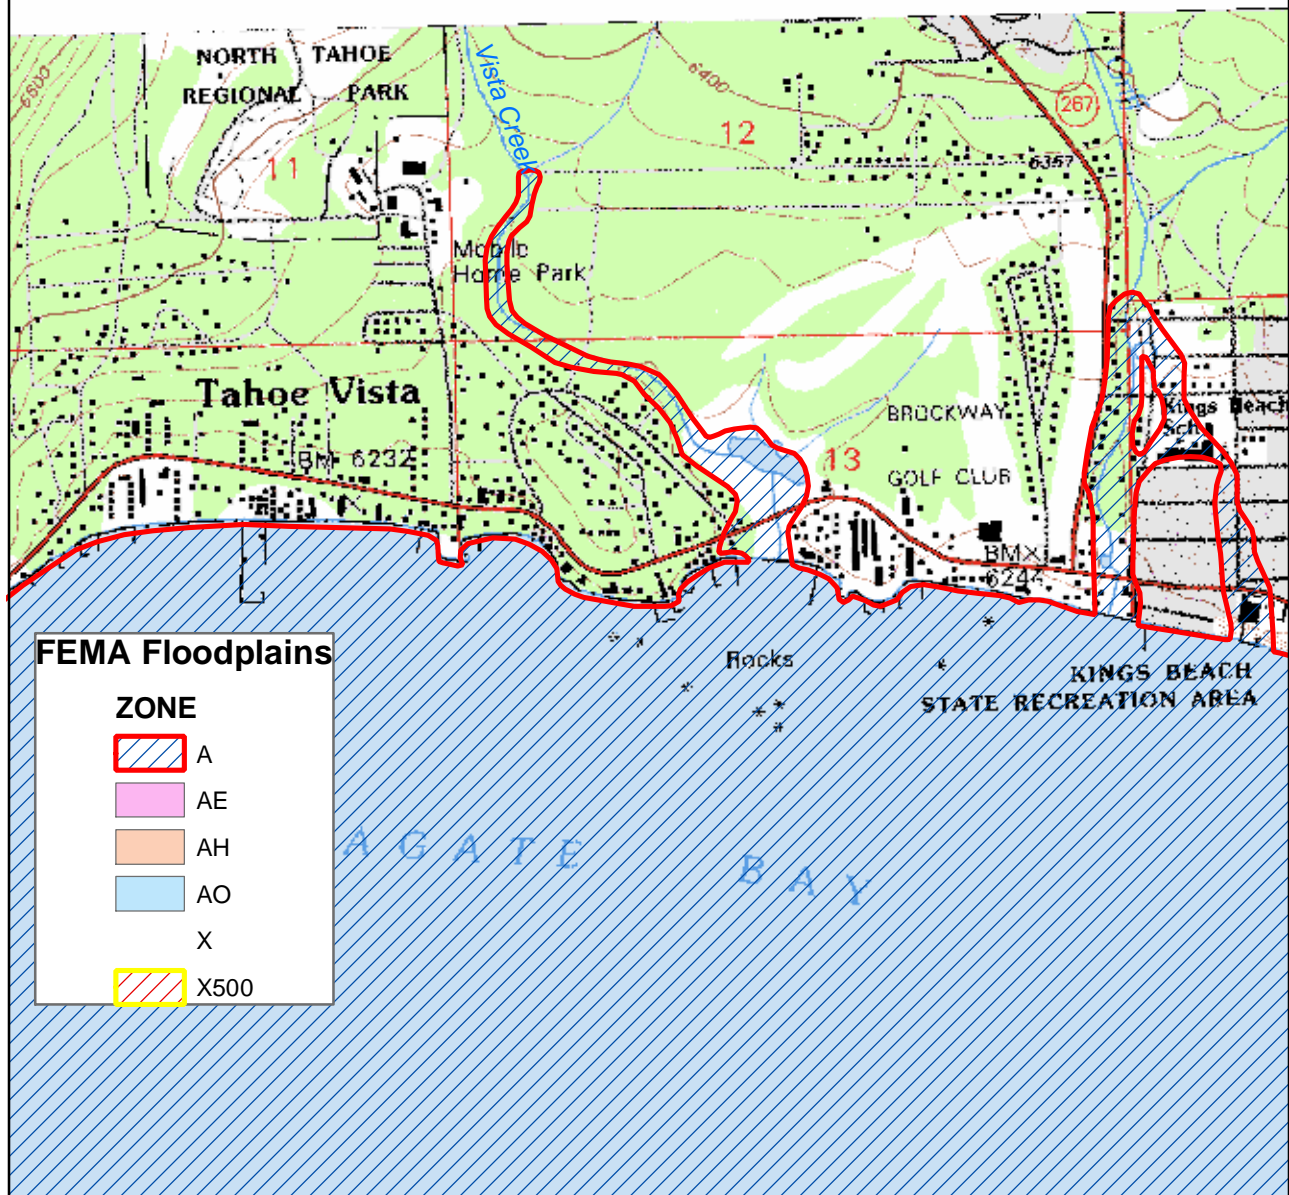 NORTH TAHOE
REGIONAL PARK
6600
11
Vista Creek
6400
12
267
6357
Mobile
Home Park
Tahoe Vista
BM 6232
BROCKWAY
GOLF CLUB
13
Kings Beach
Sch
BMX
6244
Rocks
KINGS BEACH
STATE RECREATION AREA
AGATE BAY
FEMA Floodplains
ZONE
A
AE
AH
AO
X
X500